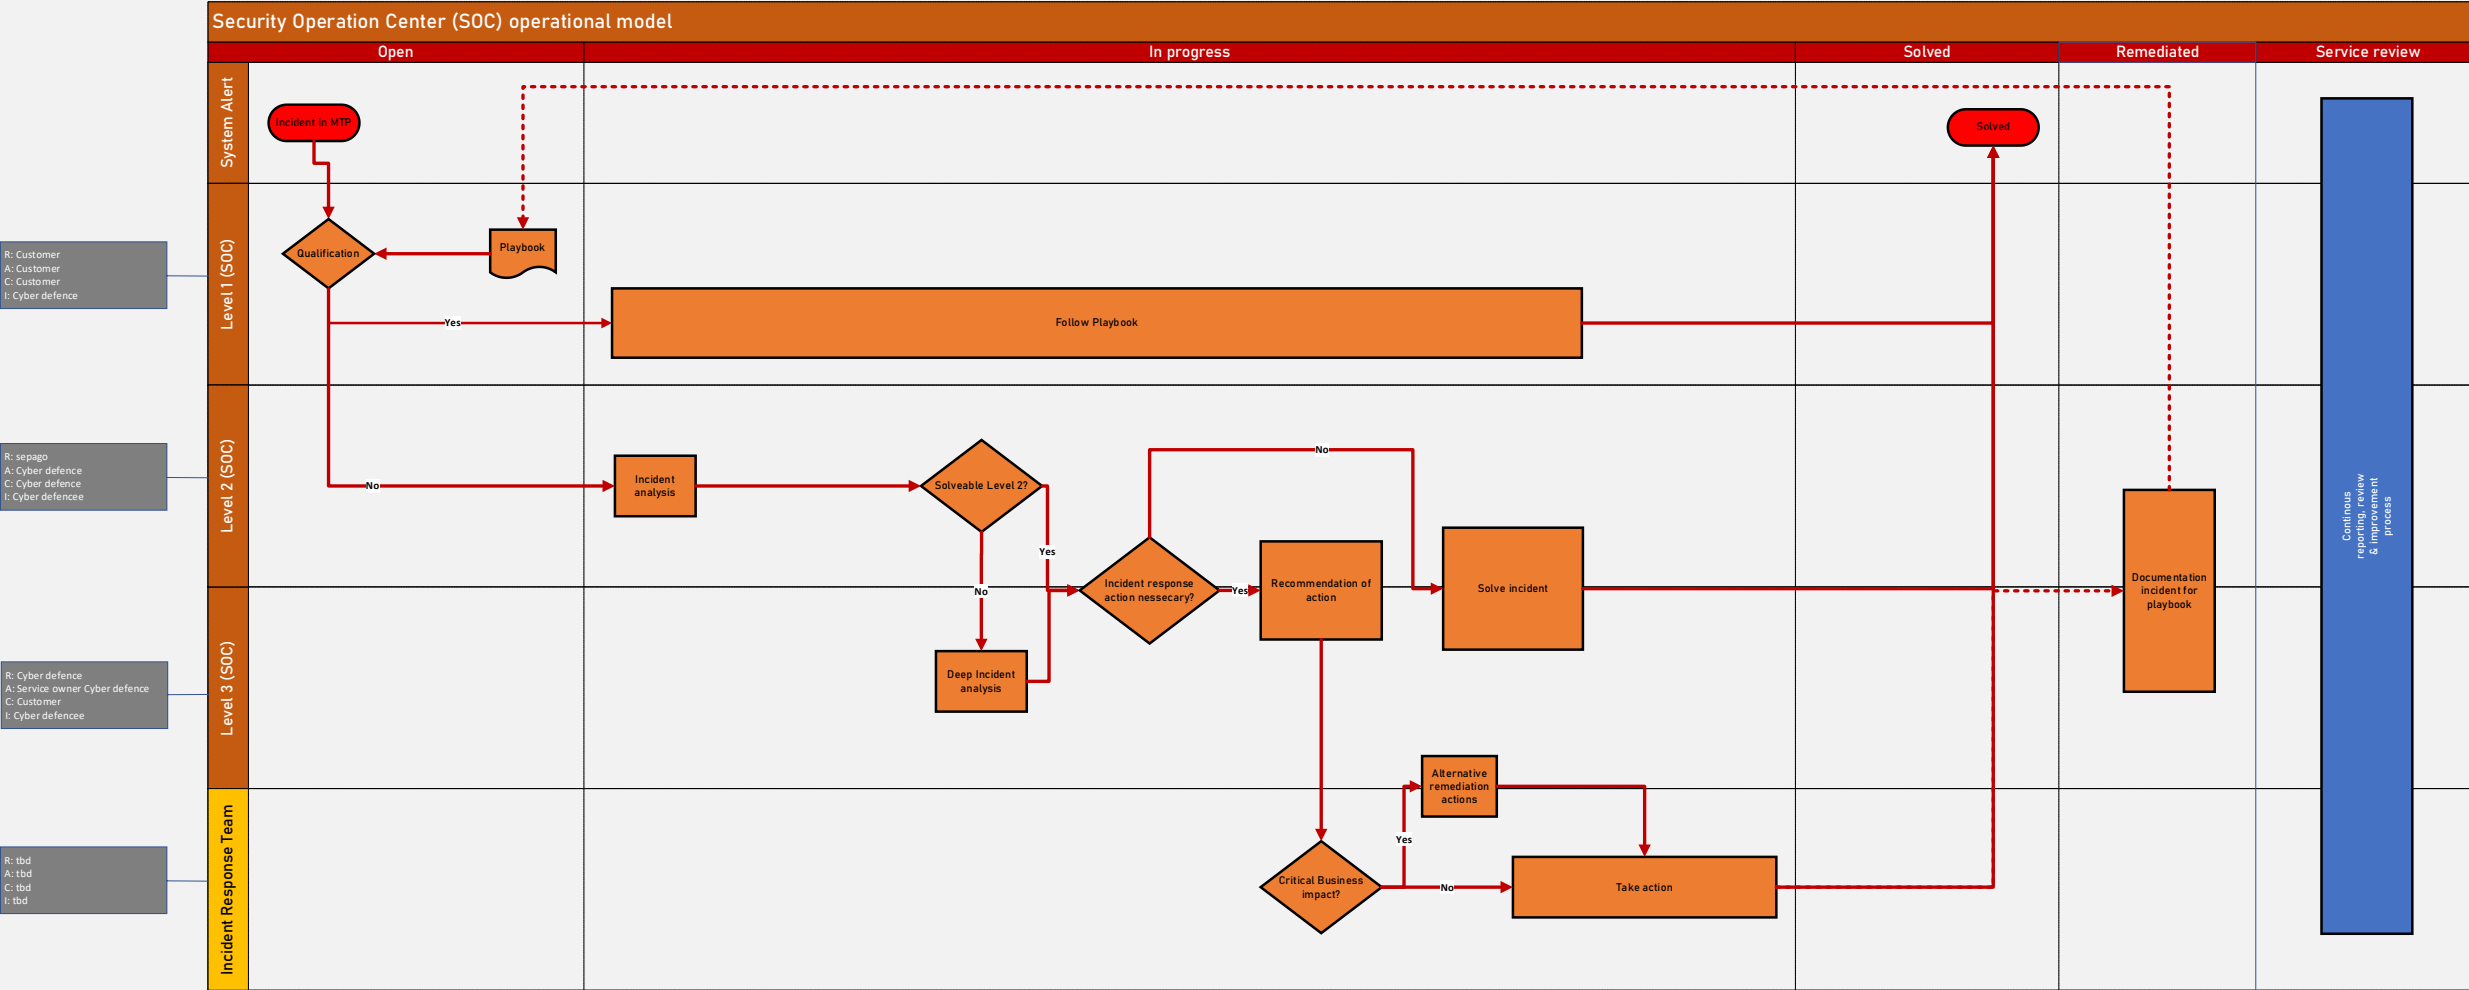 Security Operation Center (SOC) operational model
Open
In progress
Solved
Remediated
Service review
System Alert
Incident in MTP
Solved
Level 1 (SOC)
R: Customer
A: Customer
C: Customer
I: Cyber defence
Qualification
Playbook
Yes
Follow Playbook
Level 2 (SOC)
R: sepago
A: Cyber defence
C: Cyber defence
I: Cyber defencee
No
Incident
analysis
Solveable Level 2?
Yes
No
No
Incident response
action nessecary?
Yes
Recommendation of
action
Solve incident
Documentation
incident for
playbook
Continous
reporting, review
& improvement
process
Level 3 (SOC)
R: Cyber defence
A: Service owner Cyber defence
C: Customer
I: Cyber defencee
Deep Incident
analysis
Alternative
remediation
actions
Incident Response Team
R: tbd
A: tbd
C: tbd
I: tbd
Yes
Critical Business
impact?
No
Take action